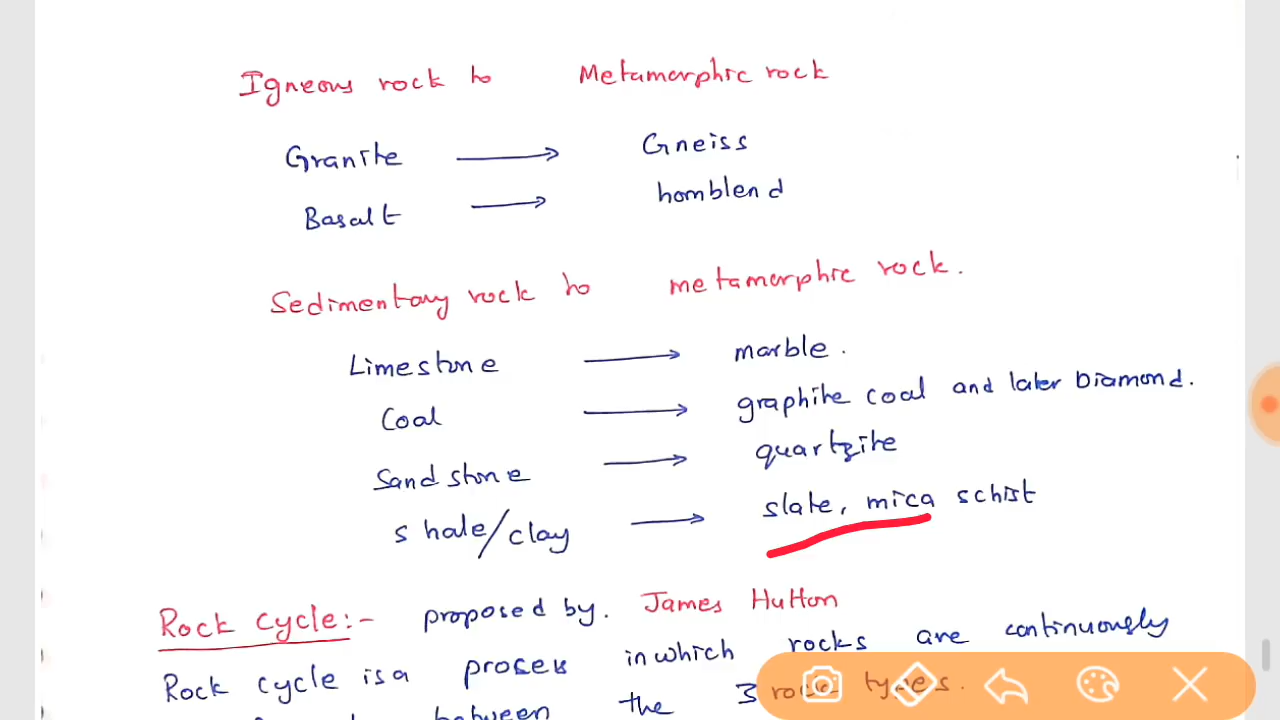 Igneous rock to Metamorphic rock
Granite → Gneiss
Basalt → hornblend
Sedimentary rock to metamorphic rock.
Limestone → marble.
Coal → graphite coal and later Diamond.
Sandstone → quartzite
shale/clay → slate, mica schist
Rock Cycle:- proposed by. James Hutton
Rock cycle is a process in which rocks are continuously
between the 3 rock types.